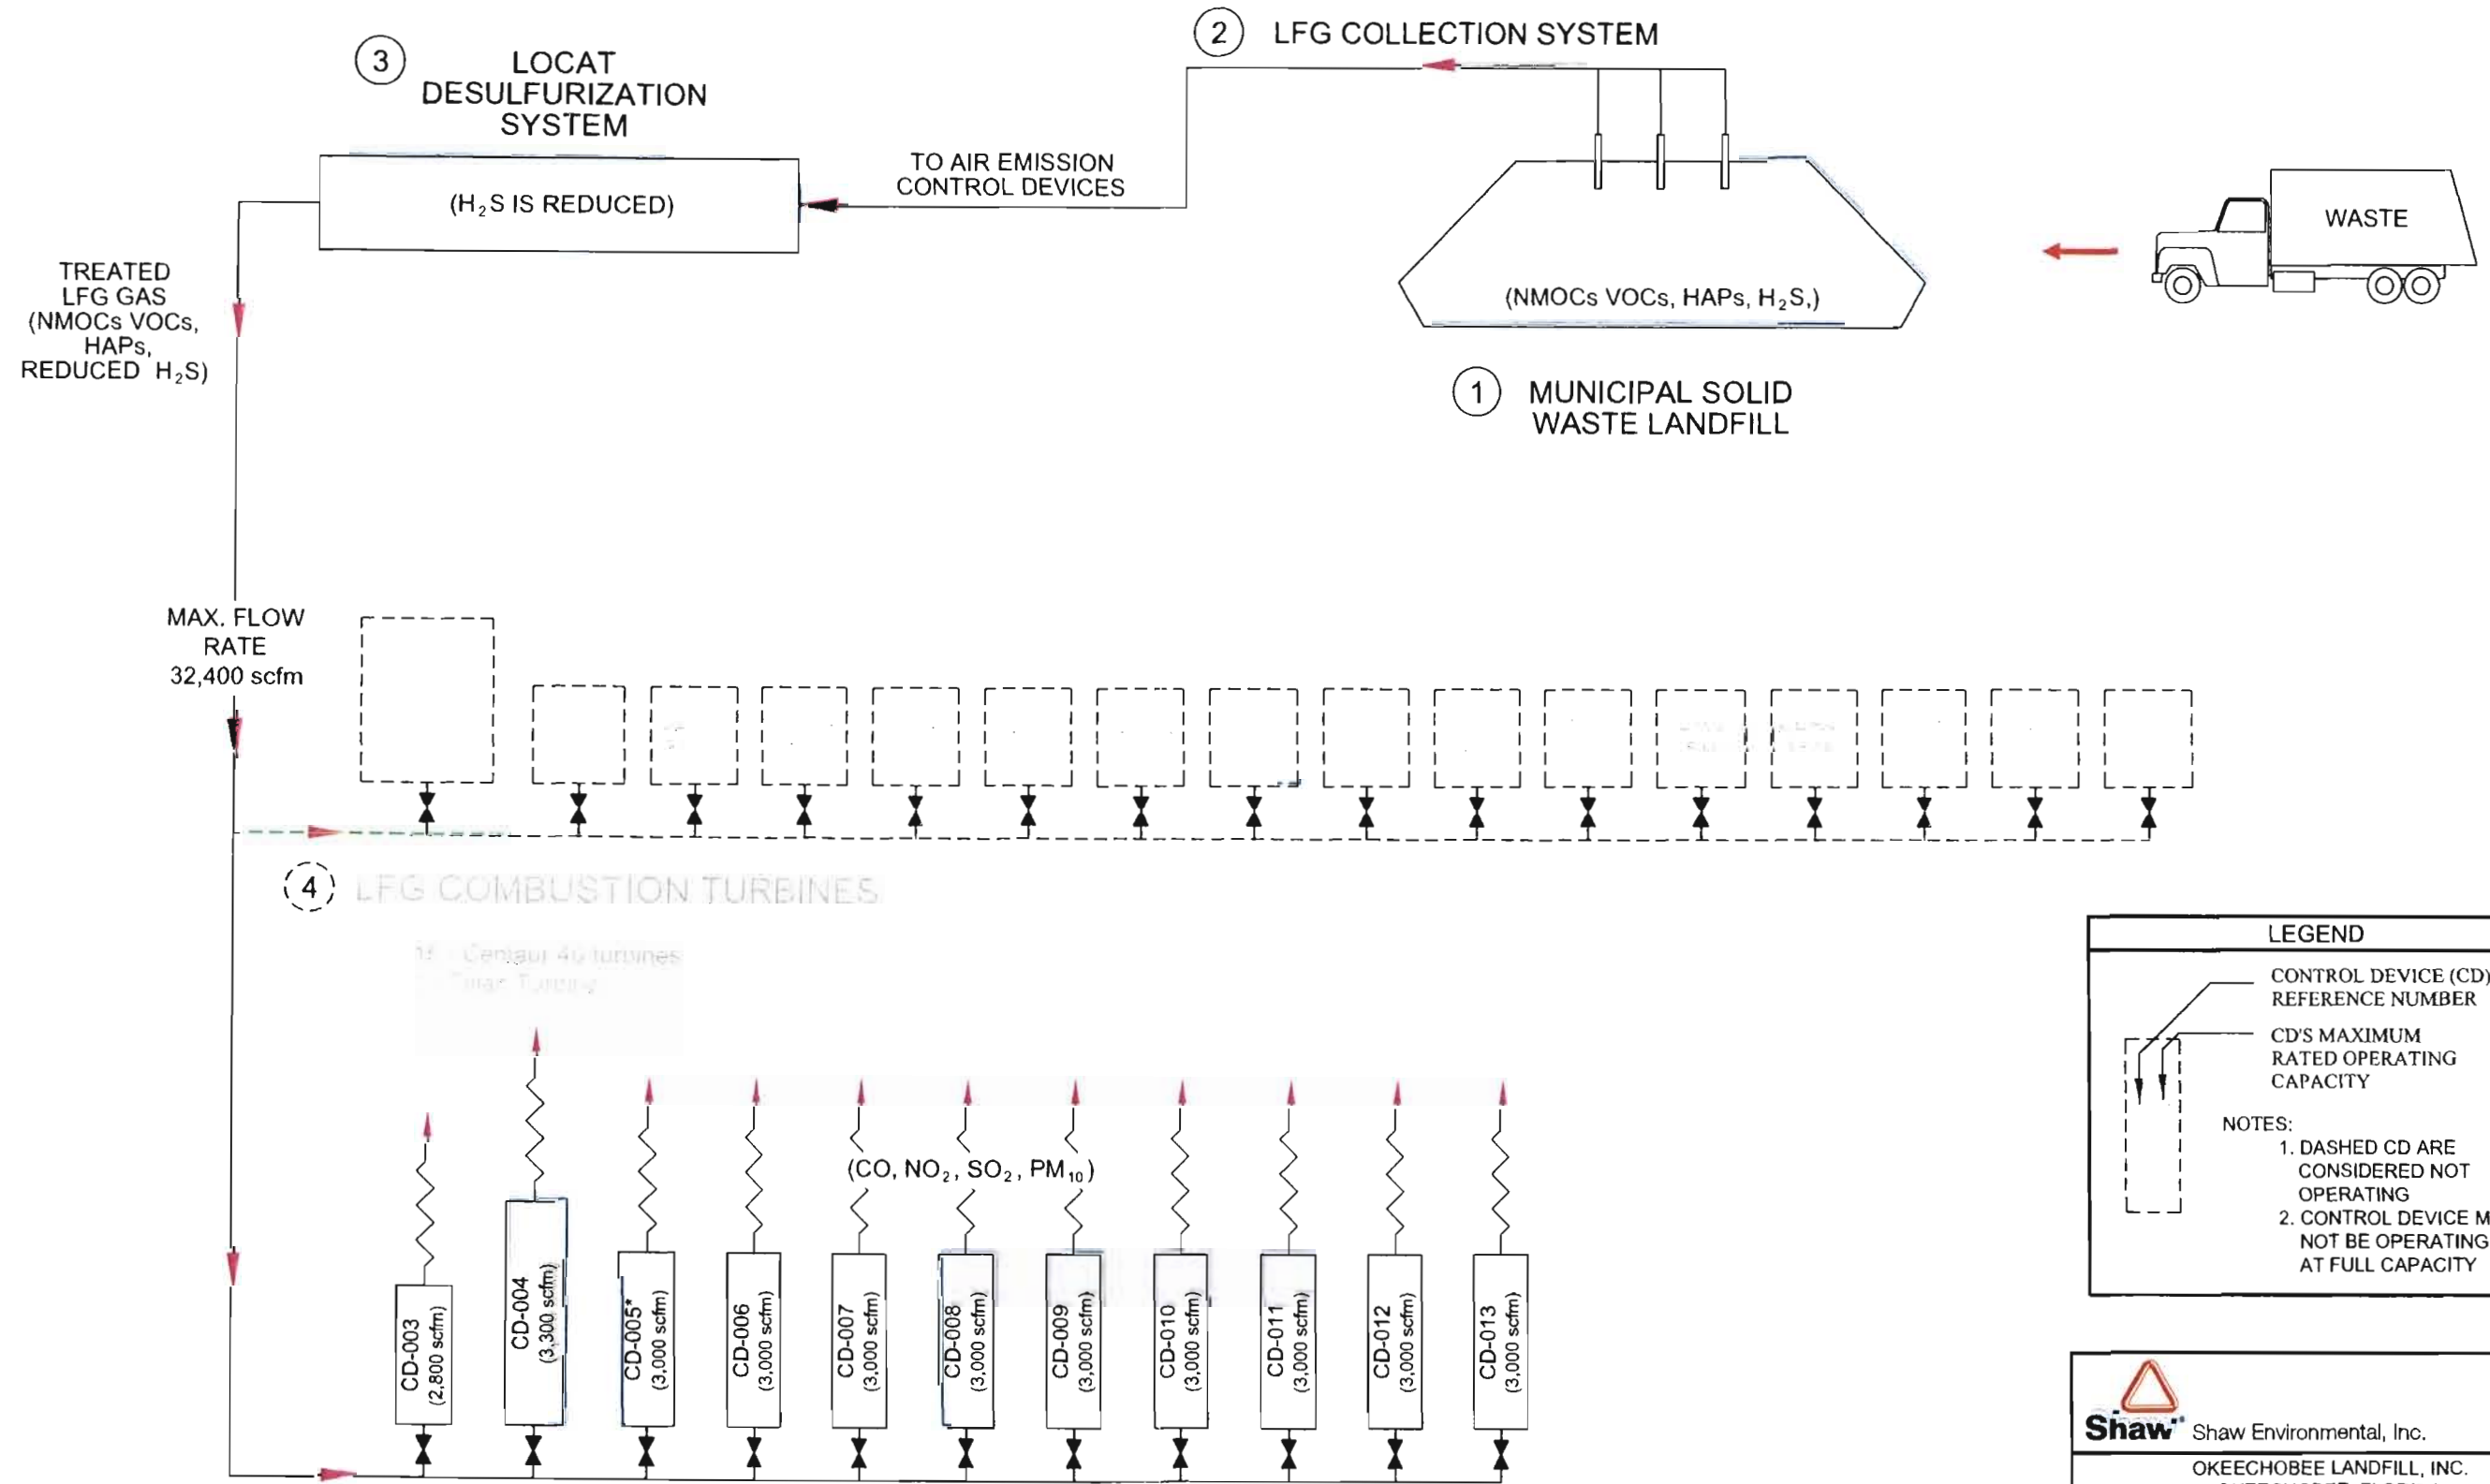 2 LFG COLLECTION SYSTEM
3 LOCAT
DESULFURIZATION
SYSTEM
(H₂S IS REDUCED)
TO AIR EMISSION
CONTROL DEVICES
WASTE
(NMOCs VOCs, HAPs, H₂S,)
1 MUNICIPAL SOLID
WASTE LANDFILL
TREATED
LFG GAS
(NMOCs VOCs,
HAPs,
REDUCED H₂S)
MAX. FLOW
RATE
32,400 scfm
4 LFG COMBUSTION TURBINES
Centaur 40 turbines
(CO, NO₂, SO₂, PM₁₀)
CD-003
(2,800 scfm)
CD-004
(3,300 scfm)
CD-005*
(3,000 scfm)
CD-006
(3,000 scfm)
CD-007
(3,000 scfm)
CD-008
(3,000 scfm)
CD-009
(3,000 scfm)
CD-010
(3,000 scfm)
CD-011
(3,000 scfm)
CD-012
(3,000 scfm)
CD-013
(3,000 scfm)
LEGEND
CONTROL DEVICE (CD)
REFERENCE NUMBER
CD'S MAXIMUM
RATED OPERATING
CAPACITY
NOTES:
1. DASHED CD ARE
CONSIDERED NOT
OPERATING
2. CONTROL DEVICE M
NOT BE OPERATING
AT FULL CAPACITY
Shaw Shaw Environmental, Inc.
OKEECHOBEE LANDFILL, INC.